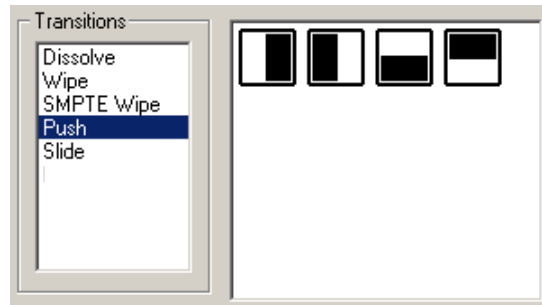 Transitions
Dissolve
Wipe
SMPTE Wipe
Push
Slide